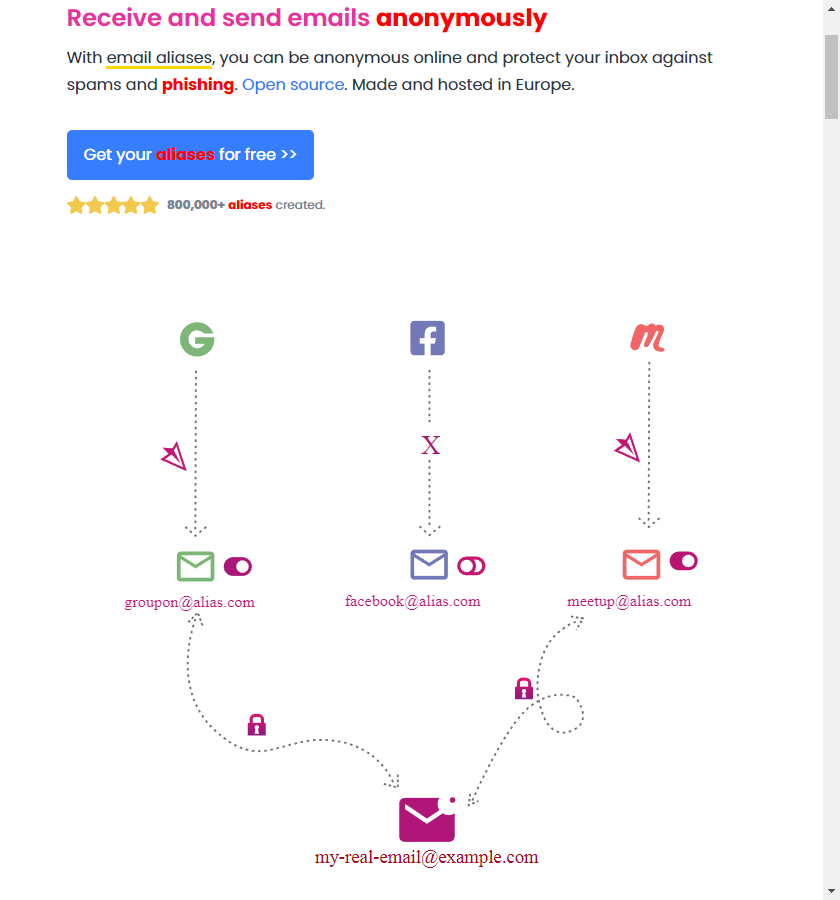 Receive and send emails anonymously
With email aliases, you can be anonymous online and protect your inbox against
spams and phishing. Open source. Made and hosted in Europe.
Get your aliases for free >>
800,000+ aliases created.
X
groupon@alias.com
facebook@alias.com
meetup@alias.com
my-real-email@example.com